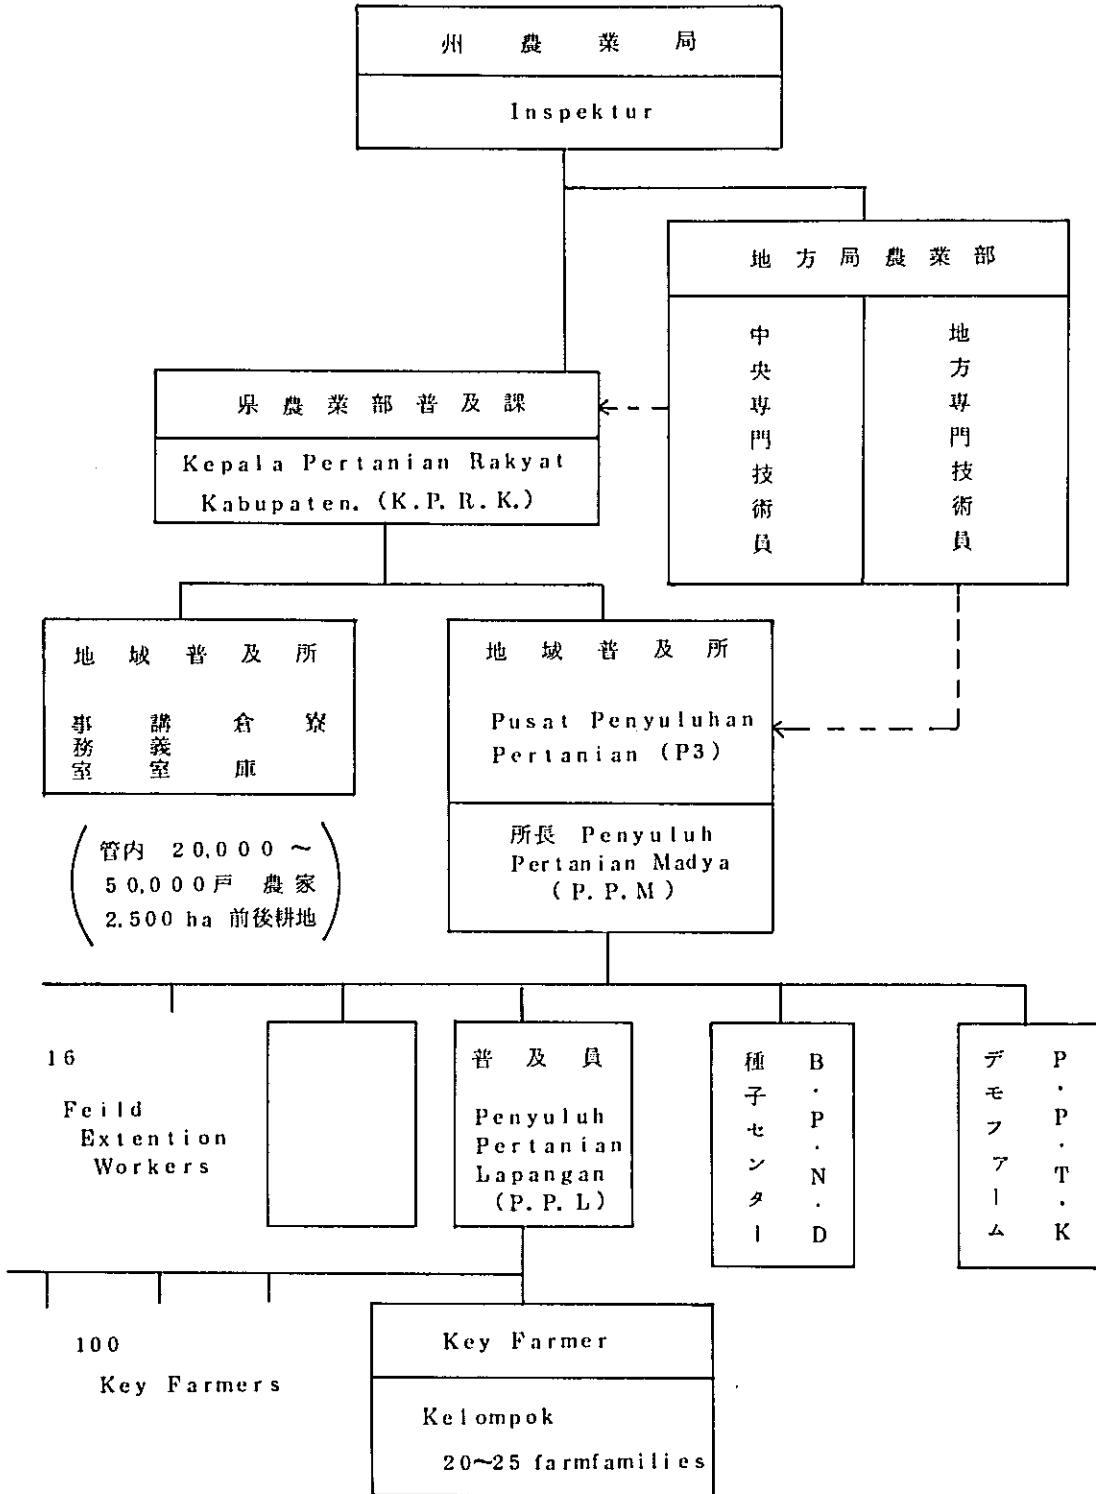 州農業局
Inspektur
地方局農業部
中央専門技術員
地方専門技術員
県農業部普及課
Kepala Pertanian Rakyat
Kabupaten. (K.P.R.K.)
地域普及所
事務室
講義室
倉庫
寮
(管内 20,000 ~
50,000戸 農家
2.500 ha 前後耕地)
地域普及所
Pusat Penyuluhan
Pertanian (P3)
所長 Penyuluh
Pertanian Madya
(P.P.M)
16
Feild
Extention
Workers
普及員
Penyuluh
Pertanian
Lapangan
(P.P.L)
B・P・N・D
種子センター
P・P・T・K
デモファーム
100
Key Farmers
Key Farmer
Kelompok
20~25 farmfamilies